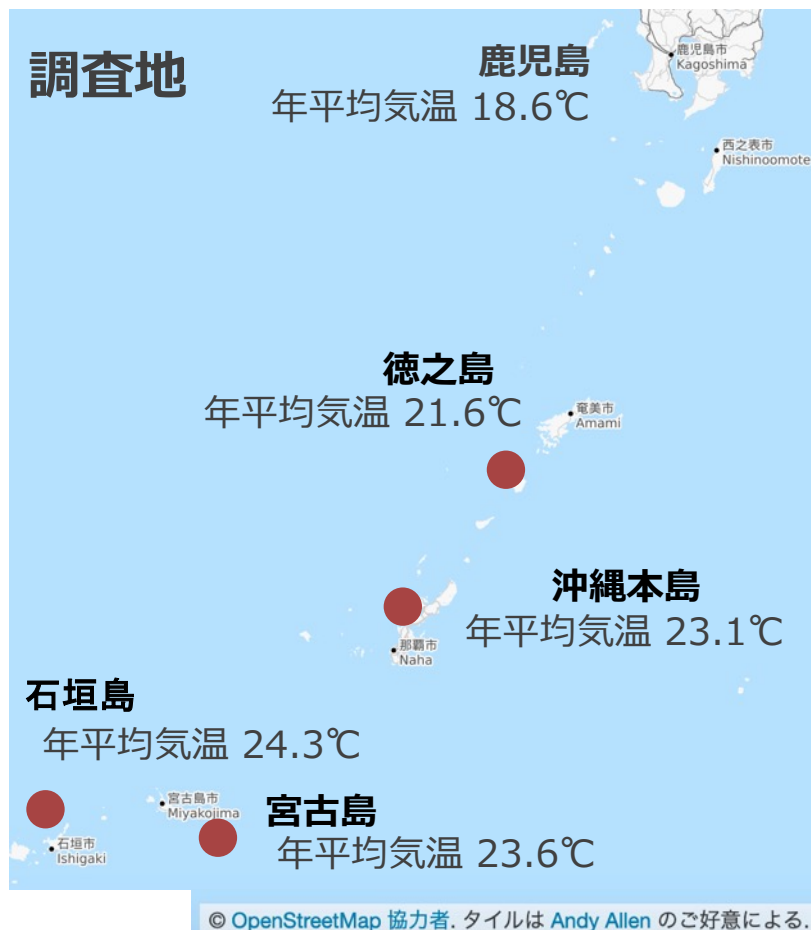 調査地
鹿児島
年平均気温 18.6℃
鹿児島市
Kagoshima
西之表市
Nishinoomote
徳之島
年平均気温 21.6℃
奄美市
Amami
沖縄本島
年平均気温 23.1℃
那覇市
Naha
石垣島
年平均気温 24.3℃
宮古島市
Miyakojima
宮古島
年平均気温 23.6℃
石垣市
Ishigaki
© OpenStreetMap 協力者. タイルは Andy Allen のご好意による.